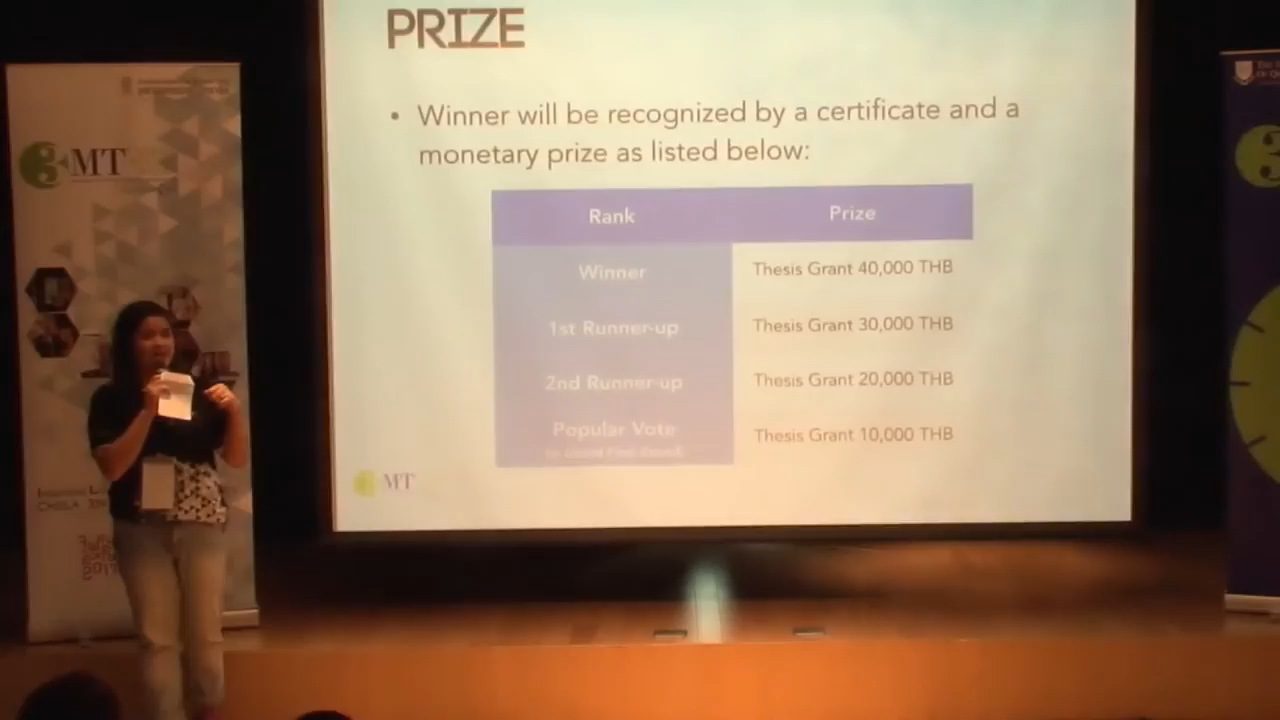 PRIZE
• Winner will be recognized by a certificate and a
monetary prize as listed below:
Rank Prize
Winner Thesis Grant 40,000 THB
1st Runner-up Thesis Grant 30,000 THB
2nd Runner-up Thesis Grant 20,000 THB
Popular Vote Thesis Grant 10,000 THB
MT
3MT
3